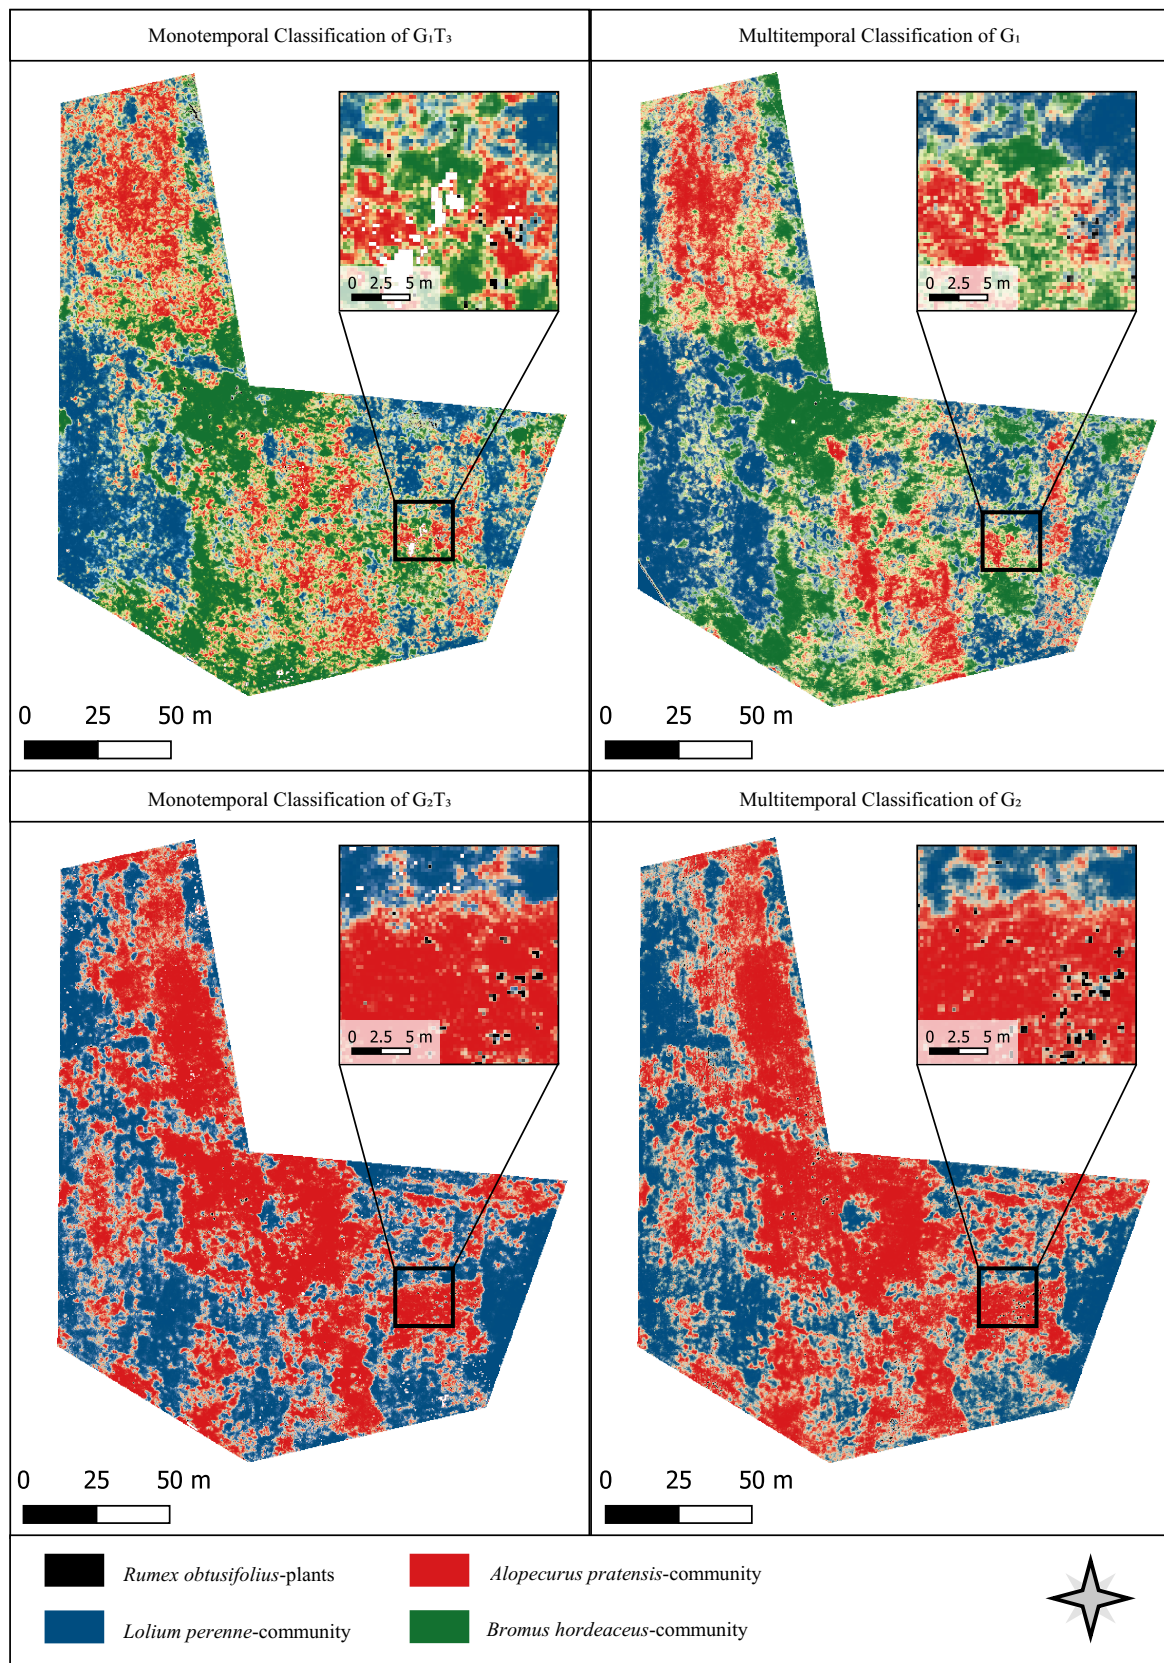 Monotemporal Classification of G₁T₃
Multitemporal Classification of G₁
0 2.5 5 m
0 2.5 5 m
0 25 50 m
0 25 50 m
Monotemporal Classification of G₂T₃
Multitemporal Classification of G₂
0 2.5 5 m
0 2.5 5 m
0 25 50 m
0 25 50 m
Rumex obtusifolius-plants
Alopecurus pratensis-community
Lolium perenne-community
Bromus hordeaceus-community